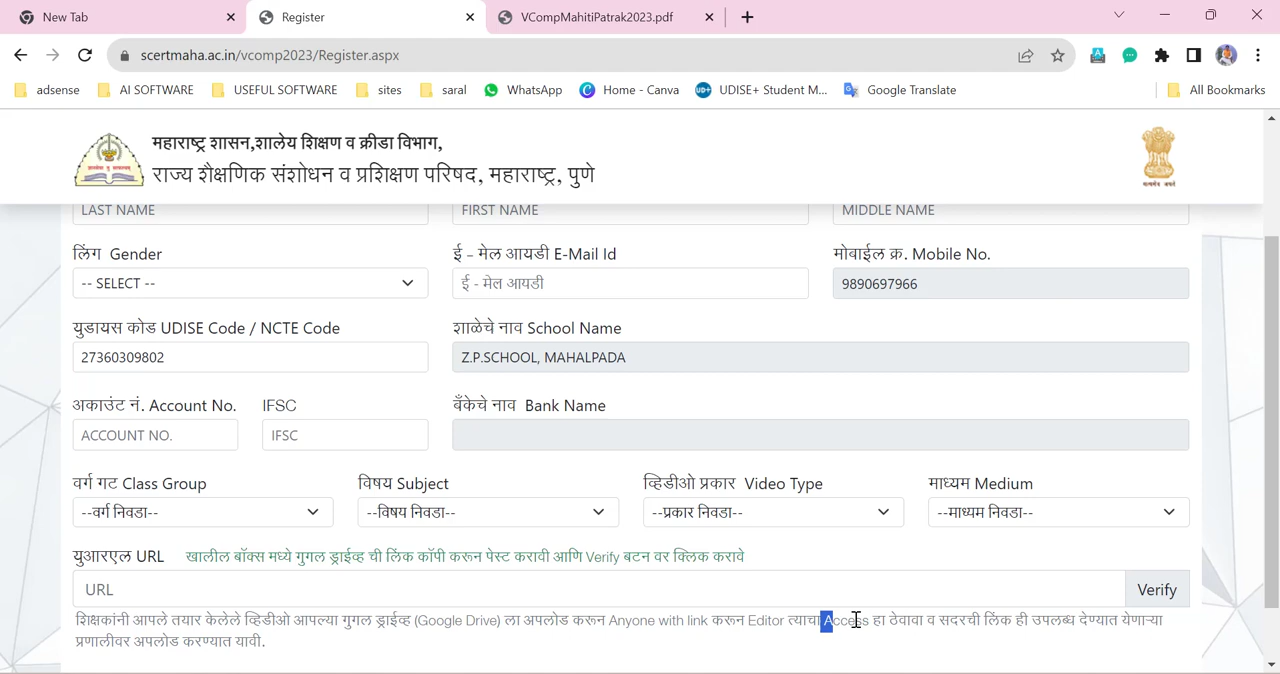 New Tab
Register
VCompMahitiPatrak2023.pdf
scertmaha.ac.in/vcomp2023/Register.aspx
adsense AI SOFTWARE USEFUL SOFTWARE sites saral WhatsApp Home - Canva UDISE+ Student M... Google Translate All Bookmarks
महाराष्ट्र शासन,शालेय शिक्षण व क्रीडा विभाग,
राज्य शैक्षणिक संशोधन व प्रशिक्षण परिषद, महाराष्ट्र, पुणे
LAST NAME FIRST NAME MIDDLE NAME
लिंग Gender ई - मेल आयडी E-Mail Id मोबाईल क्र. Mobile No.
-- SELECT -- ई - मेल आयडी 9890697966
युडायस कोड UDISE Code / NCTE Code शाळेचे नाव School Name
27360309802 Z.P.SCHOOL, MAHALPADA
अकाउंट नं. Account No. IFSC बँकेचे नाव Bank Name
ACCOUNT NO. IFSC
वर्ग गट Class Group विषय Subject व्हिडीओ प्रकार Video Type माध्यम Medium
--वर्ग निवडा-- --विषय निवडा-- --प्रकार निवडा-- --माध्यम निवडा--
युआरएल URL खालील बॉक्स मध्ये गुगल ड्राईव्ह ची लिंक कॉपी करून पेस्ट करावी आणि Verify बटन वर क्लिक करावे
URL Verify
शिक्षकांनी आपले तयार केलेले व्हिडीओ आपल्या गुगल ड्राईव्ह (Google Drive) ला अपलोड करून Anyone with link करून Editor त्याचा Access हा ठेवावा व सदरची लिंक ही उपलब्ध देण्यात येणाऱ्या
प्रणालीवर अपलोड करण्यात यावी.